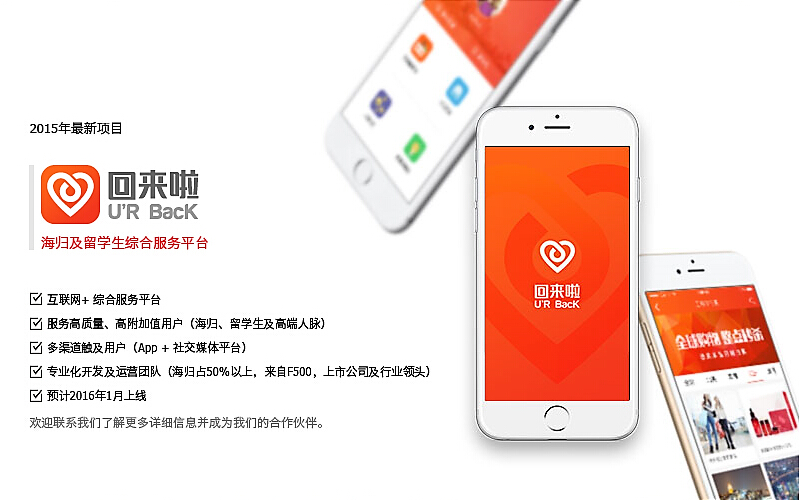 2015年最新项目
回来啦
U'R BacK
海归及留学生综合服务平台
互联网+ 综合服务平台
服务高质量、高附加值用户（海归、留学生及高端人脉）
多渠道触及用户（App + 社交媒体平台）
专业化开发及运营团队（海归占50%以上，来自F500，上市公司及行业领头）
预计2016年1月上线
欢迎联系我们了解更多详细信息并成为我们的合作伙伴。
回来啦
U'R BacK
全球购物 整点秒杀